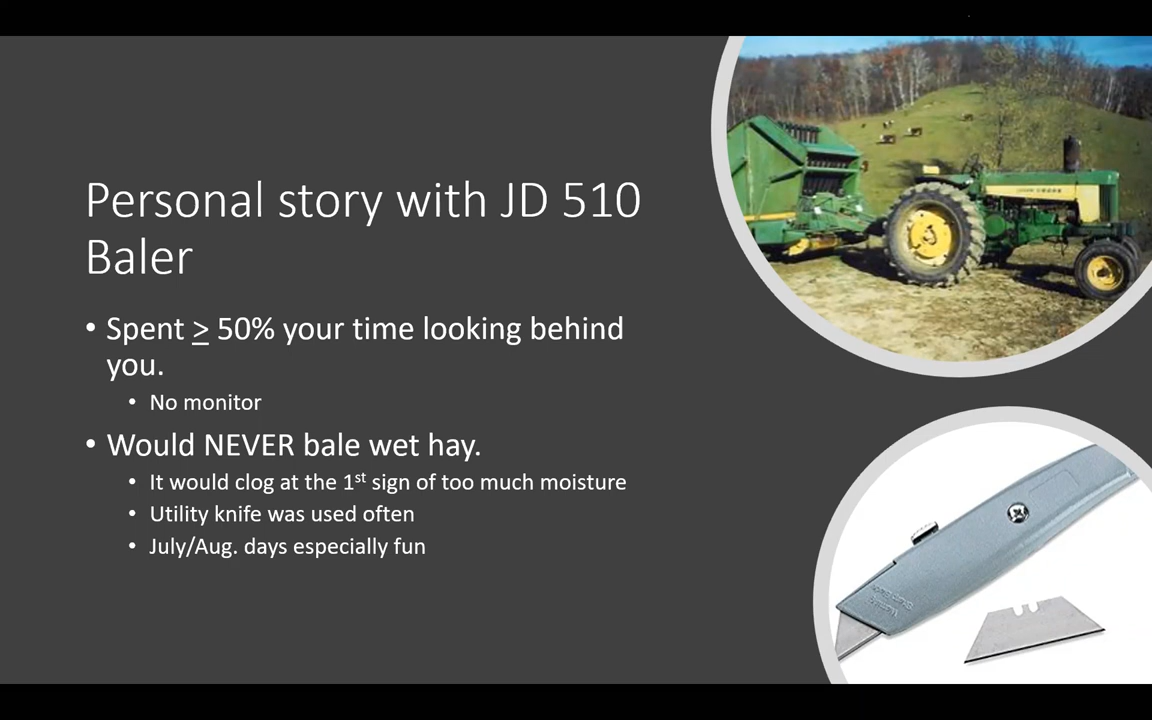 Personal story with JD 510
Baler
• Spent ≥ 50% your time looking behind
you.
• No monitor
• Would NEVER bale wet hay.
• It would clog at the 1st sign of too much moisture
• Utility knife was used often
• July/Aug. days especially fun